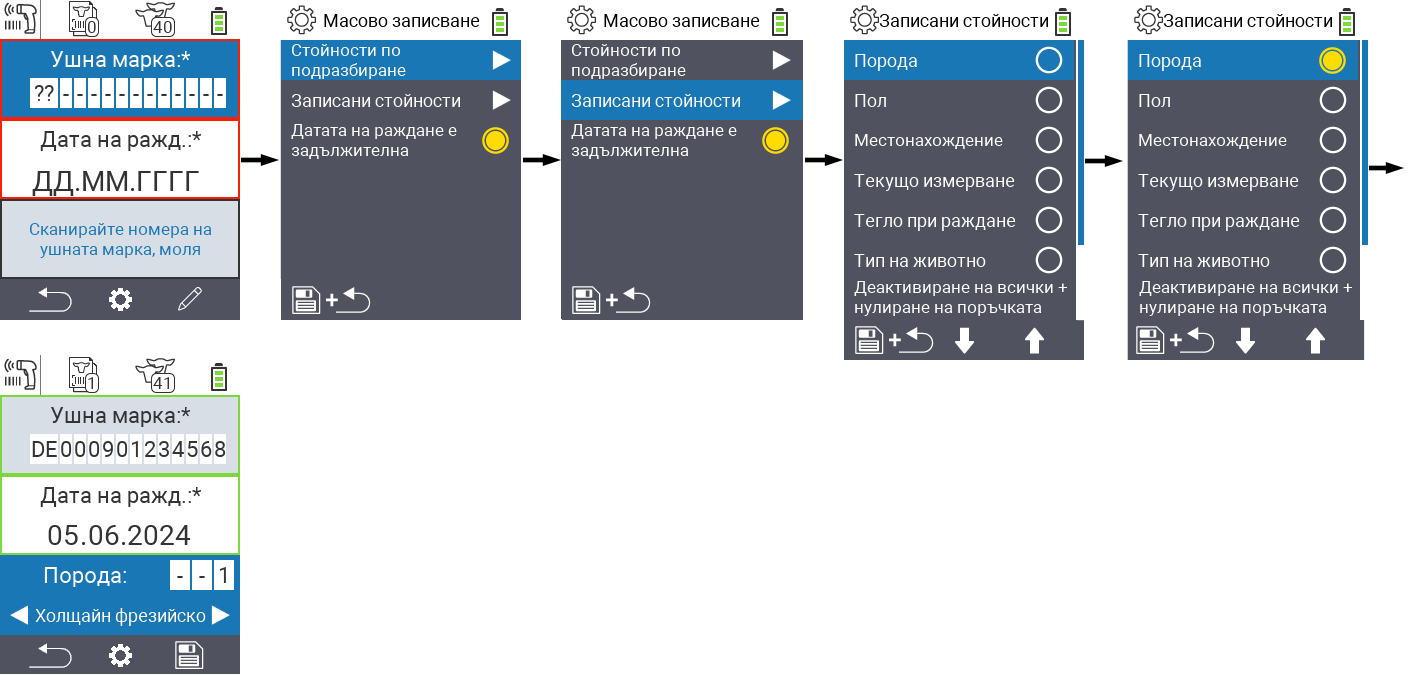 0
40
Ушна марка:*
??------------
Дата на ражд.:*
ДД.ММ.ГГГГ
Сканирайте номера на
ушната марка, моля
Масово записване
Стойности по
подразбиране
Записани стойности
Датата на раждане е
задължителна
+
Масово записване
Стойности по
подразбиране
Записани стойности
Датата на раждане е
задължителна
+
Записани стойности
Порода
Пол
Местонахождение
Текущо измерване
Тегло при раждане
Тип на животно
Деактивиране на всички +
нулиране на поръчката
+
Записани стойности
Порода
Пол
Местонахождение
Текущо измерване
Тегло при раждане
Тип на животно
Деактивиране на всички +
нулиране на поръчката
+
1
41
Ушна марка:*
DE000901234568
Дата на ражд.:*
05.06.2024
Порода: --1
Холщайн фрезийско